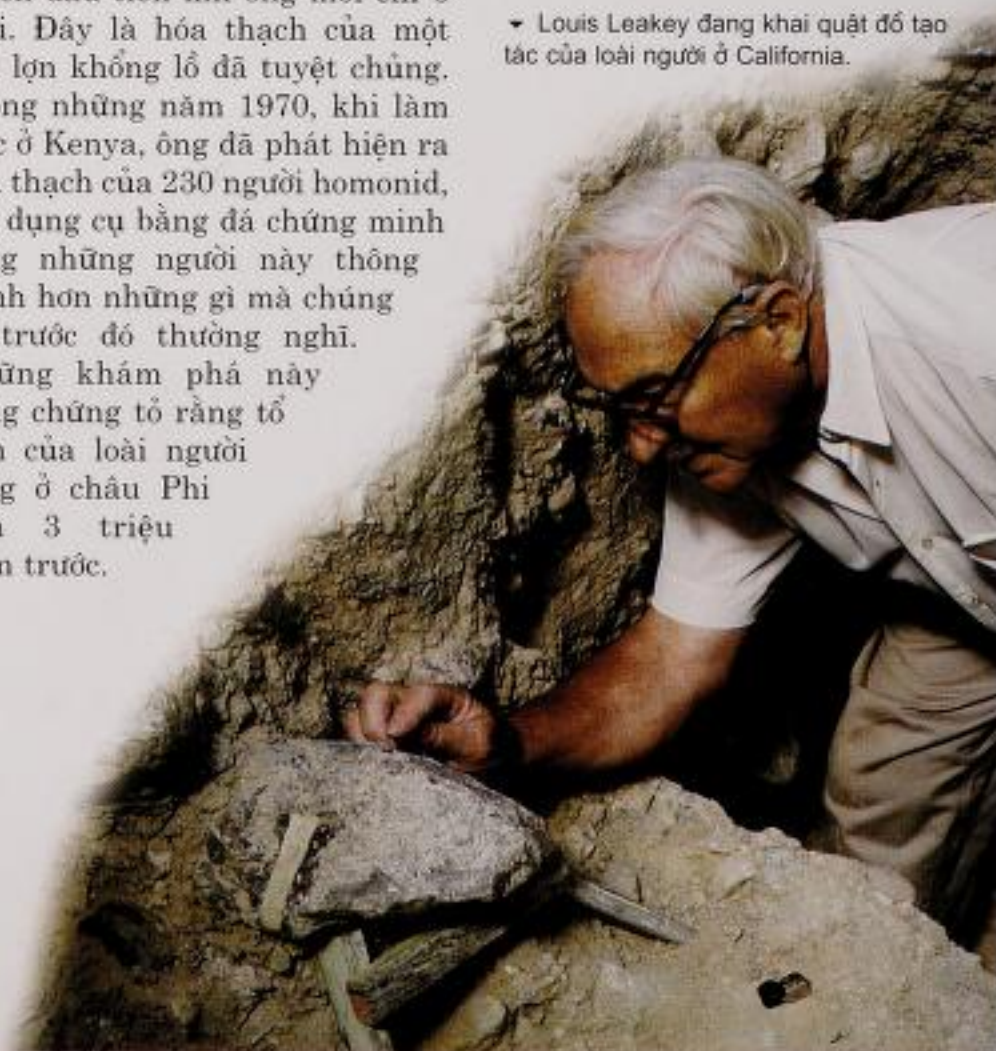 i. Đây là hóa thạch của một
lợn khổng lồ đã tuyệt chủng.
những năm 1970, khi làm
ở Kenya, ông đã phát hiện ra
thạch của 230 người homonid,
dụng cụ bằng đá chứng minh
g những người này thông
nh hơn những gì mà chúng
trước đó thường nghĩ.
ững khám phá này
g chứng tỏ rằng tổ
của loài người
g ở châu Phi
3 triệu
trước.
Louis Leakey đang khai quật đồ tạo
tác của loài người ở California.